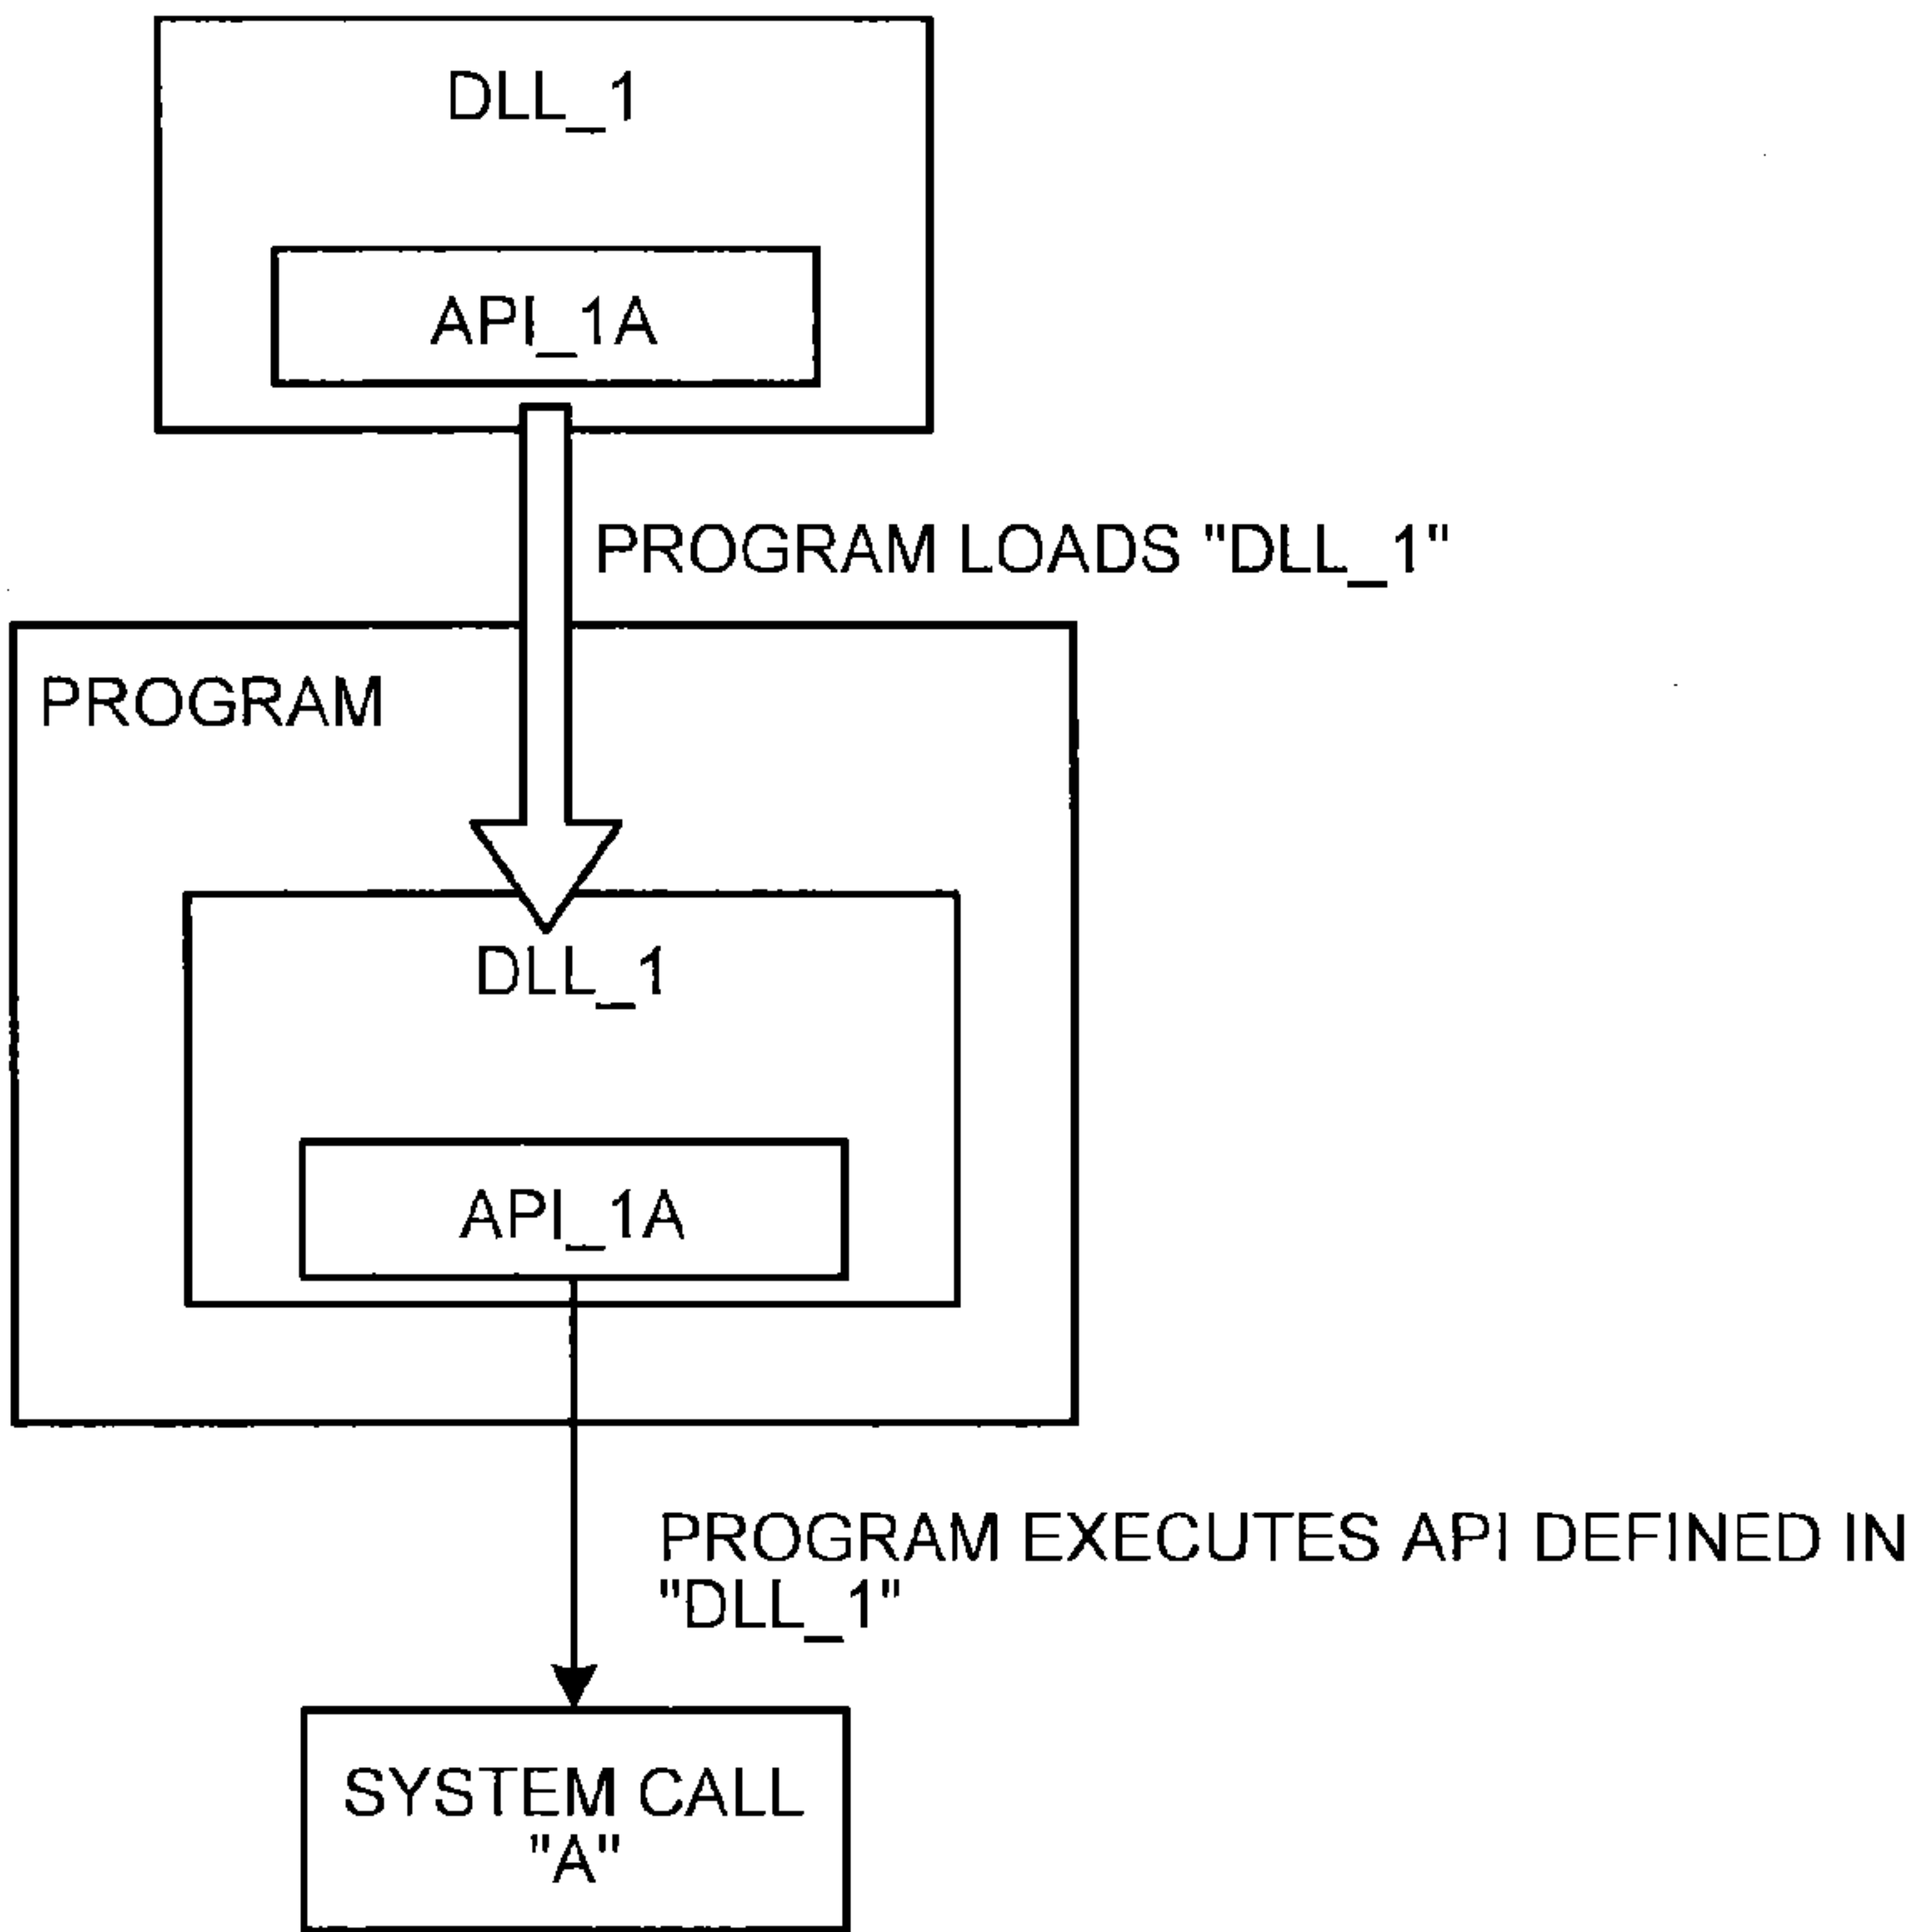 DLL_1
API_1A
PROGRAM LOADS "DLL_1"
PROGRAM
DLL_1
API_1A
PROGRAM EXECUTES API DEFINED IN
"DLL_1"
SYSTEM CALL
"A"